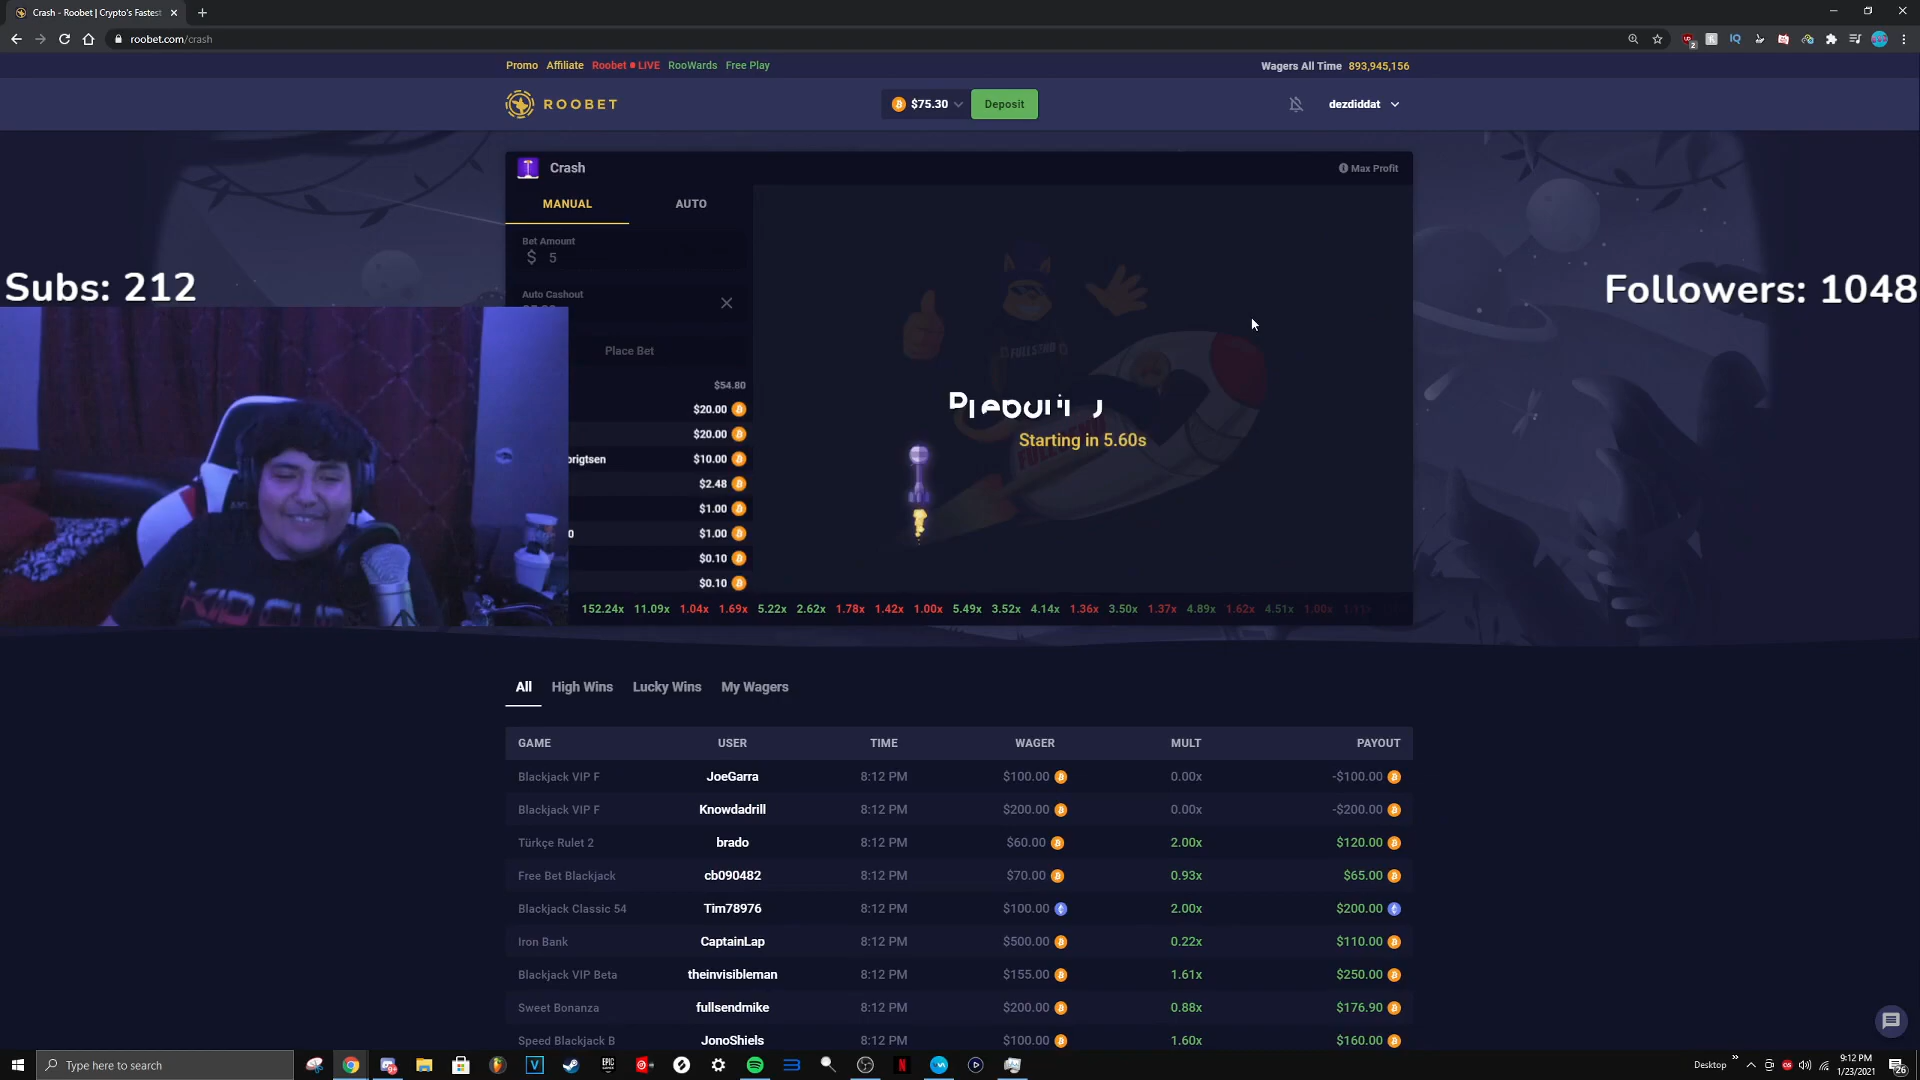 Crash - Roobet | Crypto's Fastest
roobet.com/crash
Promo Affiliate Roobet LIVE RooWards Free Play
Wagers All Time 893,945,156
ROOBET
$75.30
Deposit
dezdiddat
Crash
Max Profit
MANUAL AUTO
Bet Amount
$ 5
Auto Cashout
Place Bet
Subs: 212
Followers: 1048
FULLSEND
Starting in 5.60s
$54.80
$20.00
$20.00
origtsen $10.00
$2.48
$1.00
0 $1.00
$0.10
$0.10
152.24x 11.09x 1.04x 1.69x 5.22x 2.62x 1.78x 1.42x 1.00x 5.49x 3.52x 4.14x 1.36x 3.50x 1.37x 4.89x 1.62x 4.51x 1.00x 1.11x
All High Wins Lucky Wins My Wagers
GAME USER TIME WAGER MULT PAYOUT
Blackjack VIP F JoeGarra 8:12 PM $100.00 0.00x -$100.00
Blackjack VIP F Knowdadrill 8:12 PM $200.00 0.00x -$200.00
Türkçe Rulet 2 brado 8:12 PM $60.00 2.00x $120.00
Free Bet Blackjack cb090482 8:12 PM $70.00 0.93x $65.00
Blackjack Classic 54 Tim78976 8:12 PM $100.00 2.00x $200.00
Iron Bank CaptainLap 8:12 PM $500.00 0.22x $110.00
Blackjack VIP Beta theinvisibleman 8:12 PM $155.00 1.61x $250.00
Sweet Bonanza fullsendmike 8:12 PM $200.00 0.88x $176.90
Speed Blackjack B JonoShiels 8:12 PM $100.00 1.60x $160.00
Type here to search
Desktop
9:12 PM
1/23/2021
26